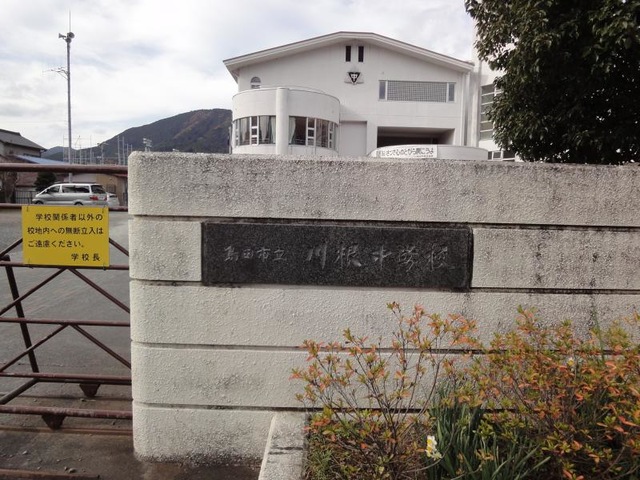 学校関係者以外の
校地内への無断立入は
ご遠慮ください。
学校長
島田市立 川根中学校